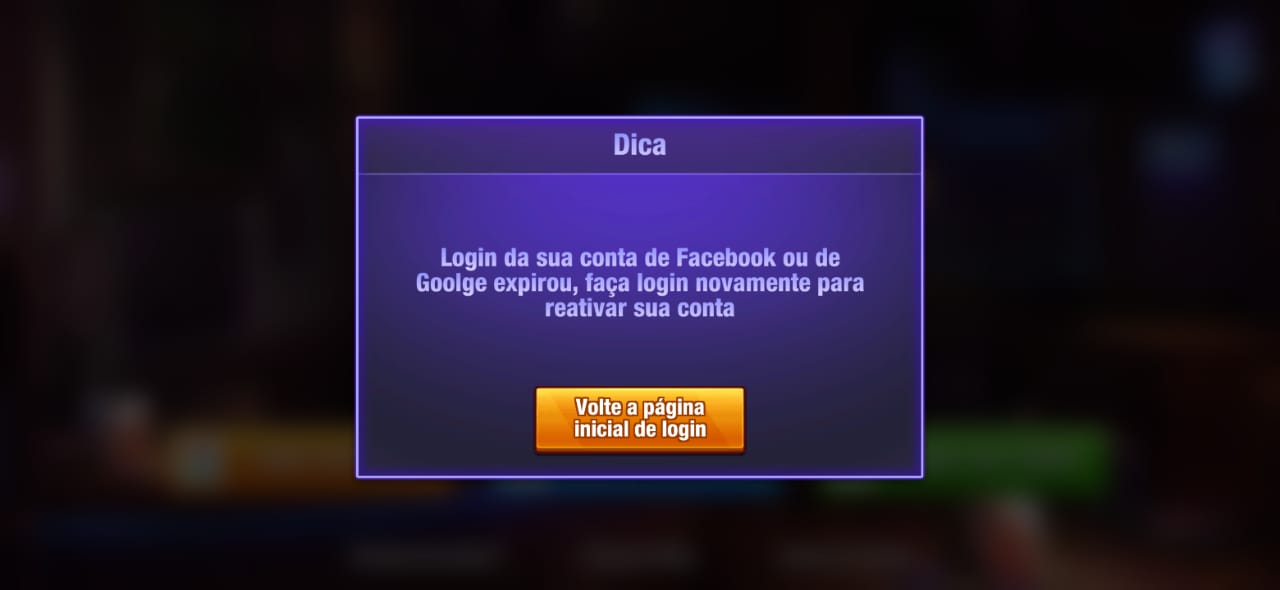 Dica
Login da sua conta de Facebook ou de
Goolge expirou, faça login novamente para
reativar sua conta
Volte a página
inicial de login